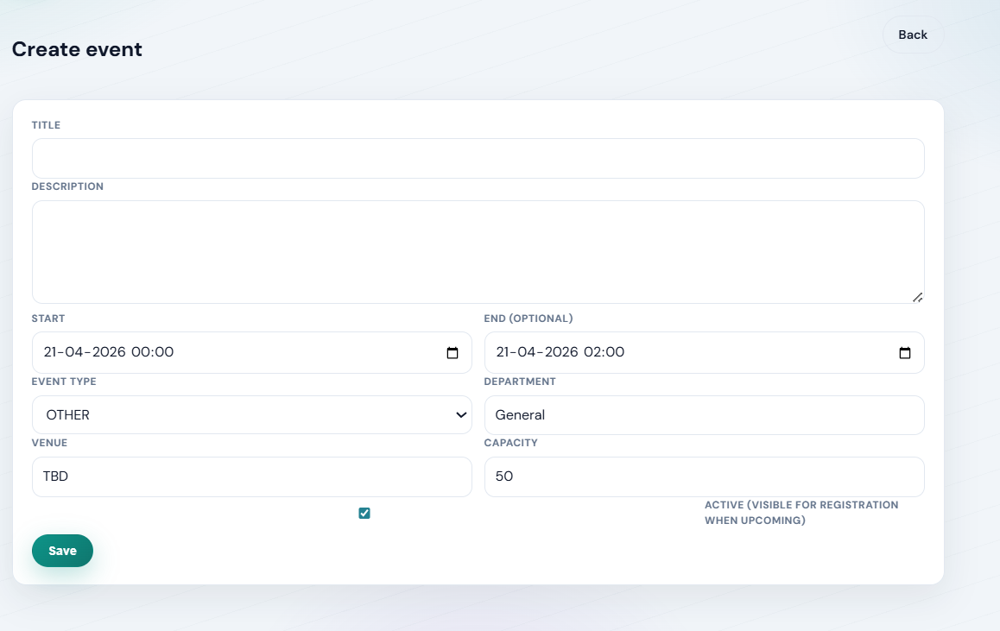 Create event
Back
TITLE
DESCRIPTION
START
END (OPTIONAL)
21-04-2026 00:00
21-04-2026 02:00
EVENT TYPE
DEPARTMENT
OTHER
General
VENUE
CAPACITY
TBD
50
ACTIVE (VISIBLE FOR REGISTRATION
WHEN UPCOMING)
Save